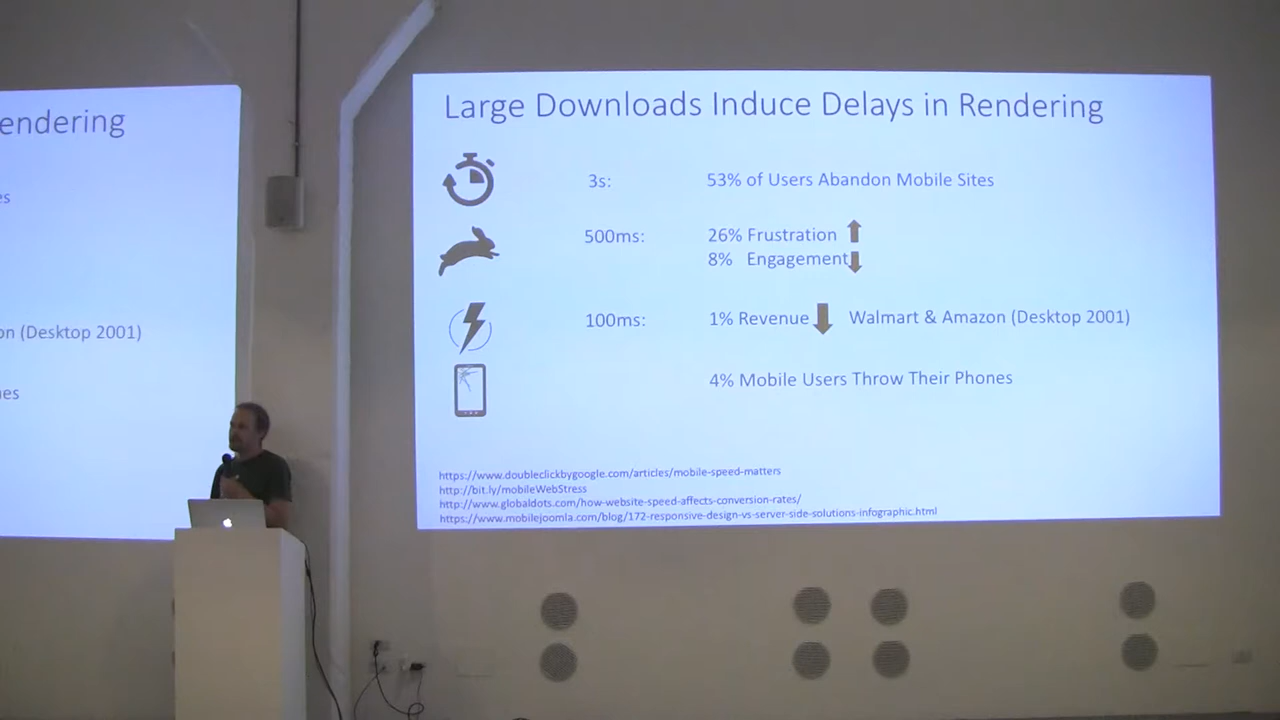 endering
es
on (Desktop 2001)
es
Large Downloads Induce Delays in Rendering
3s: 53% of Users Abandon Mobile Sites
500ms: 26% Frustration
8% Engagement
100ms: 1% Revenue Walmart & Amazon (Desktop 2001)
4% Mobile Users Throw Their Phones
https://www.doubleclickbygoogle.com/articles/mobile-speed-matters
http://bit.ly/mobileWebStress
http://www.globaldots.com/how-website-speed-affects-conversion-rates/
https://www.mobilejoomla.com/blog/172-responsive-design-vs-server-side-solutions-infographic.html